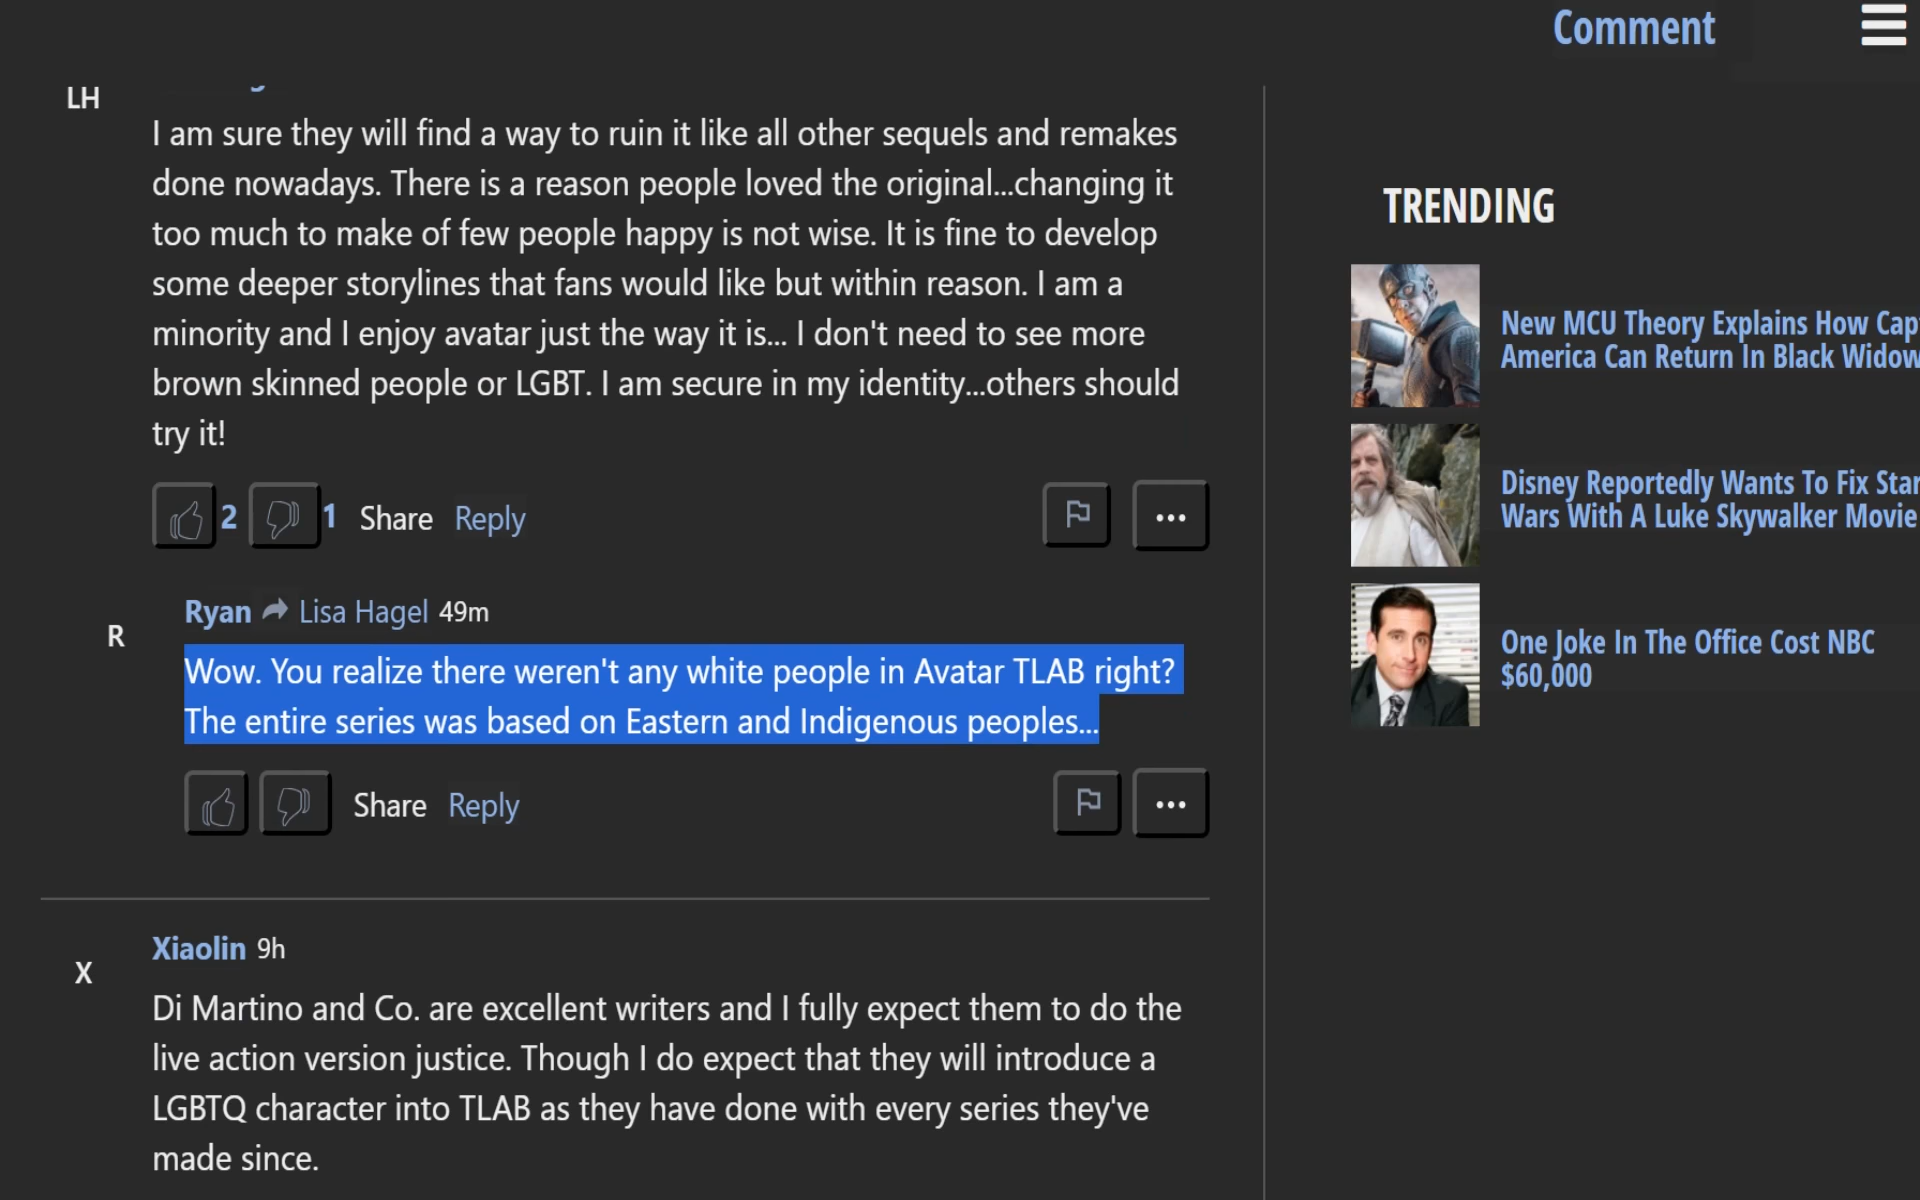 Comment
LH
I am sure they will find a way to ruin it like all other sequels and remakes
done nowadays. There is a reason people loved the original...changing it
too much to make of few people happy is not wise. It is fine to develop
some deeper storylines that fans would like but within reason. I am a
minority and I enjoy avatar just the way it is... I don't need to see more
brown skinned people or LGBT. I am secure in my identity...others should
try it!
2 1 Share Reply
R
Ryan Lisa Hagel 49m
Wow. You realize there weren't any white people in Avatar TLAB right?
The entire series was based on Eastern and Indigenous peoples...
Share Reply
X
Xiaolin 9h
Di Martino and Co. are excellent writers and I fully expect them to do the
live action version justice. Though I do expect that they will introduce a
LGBTQ character into TLAB as they have done with every series they've
made since.
TRENDING
New MCU Theory Explains How Cap
America Can Return In Black Widow
Disney Reportedly Wants To Fix Star
Wars With A Luke Skywalker Movie
One Joke In The Office Cost NBC
$60,000